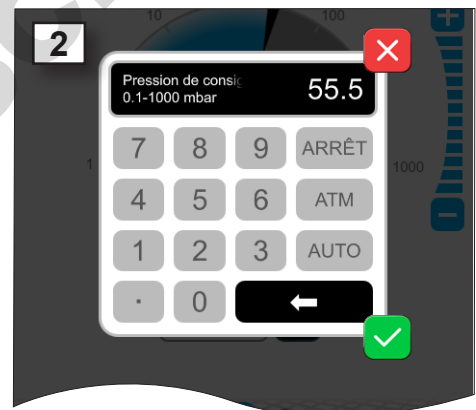 2
10 100
Pression de consig
0.1-1000 mbar
55.5
7 8 9 ARRÊT
1 1000
4 5 6 ATM
1 2 3 AUTO
. 0